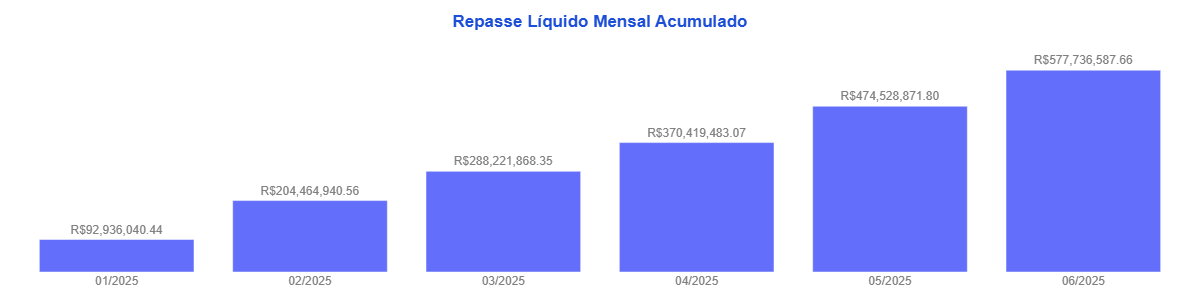 Repasse Líquido Mensal Acumulado
R$577,736,587.66
R$474,528,871.80
R$370,419,483.07
R$288,221,868.35
R$204,464,940.56
R$92,936,040.44
01/2025
02/2025
03/2025
04/2025
05/2025
06/2025